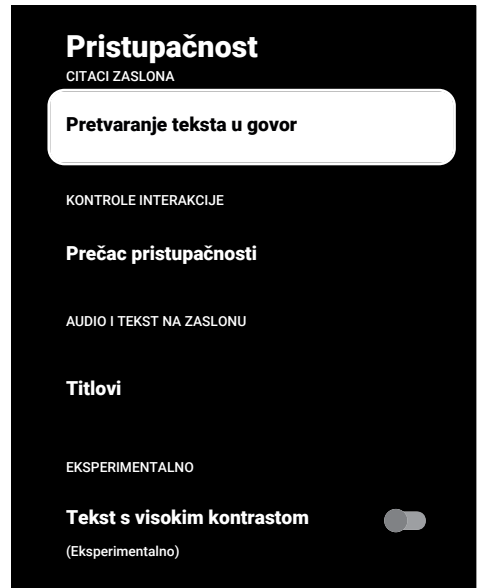 Pristupačnost
CITACI ZASLONA
Pretvaranje teksta u govor
KONTROLE INTERAKCIJE
Prečac pristupačnosti
AUDIO I TEKST NA ZASLONU
Titlovi
EKSPERIMENTALNO
Tekst s visokim kontrastom
(Eksperimentalno)